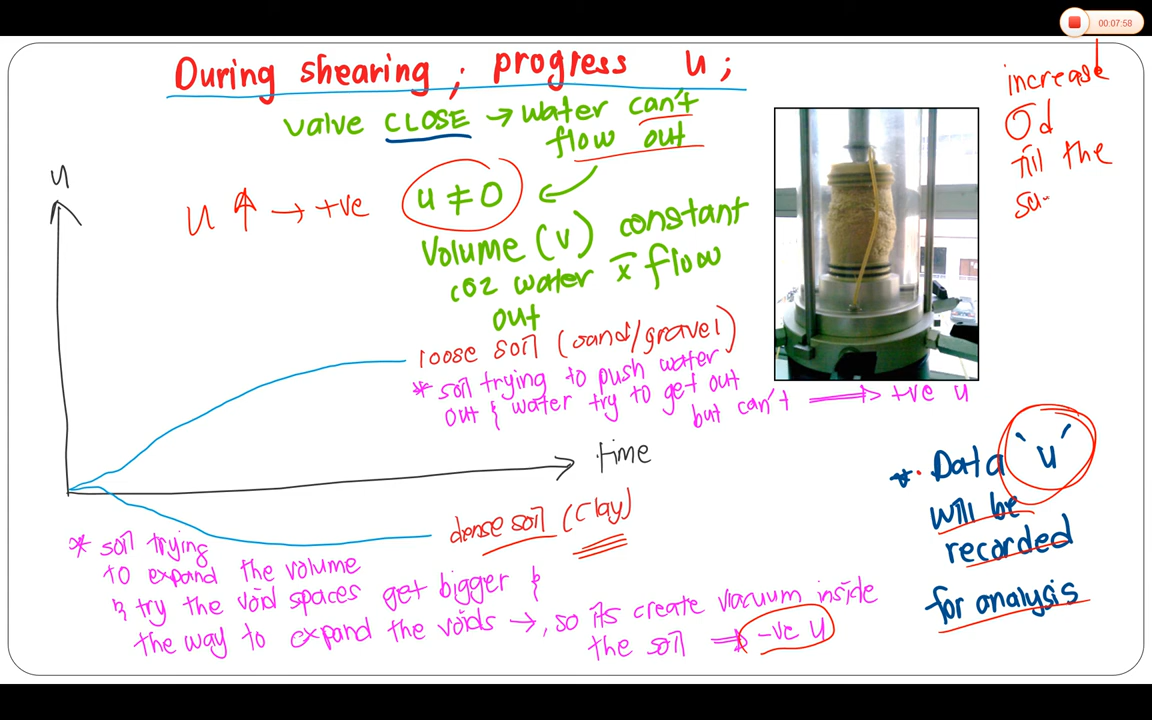 00:07:58
During shearing, progress u;
valve CLOSE → water can't
flow out
u
u ↑ → +ve
u ≠ 0
Volume (v) constant
coz water x flow
out
increase
σd
till the
loose soil (sand/gravel)
* soil trying to push water
out & water try to get out
but can't ⟹ +ve u
time
* Data 'u'
will be
recorded
for analysis
dense soil (clay)
* soil trying
to expand the volume
& try the void spaces get bigger &
the way to expand the voids →, so its create vacuum inside
the soil ⟹ -ve u